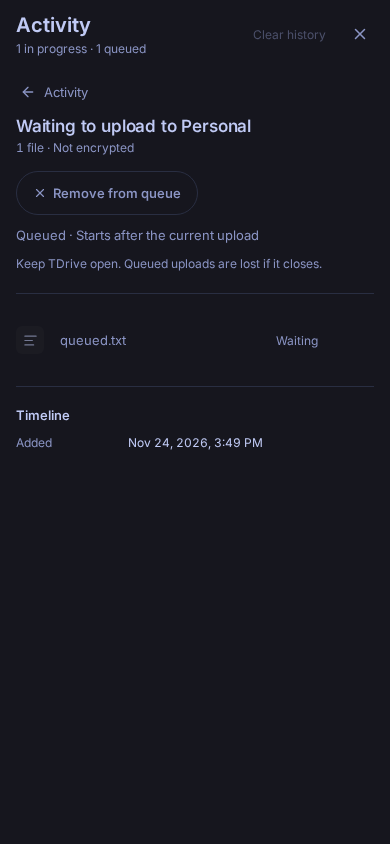 Activity
1 in progress · 1 queued
Clear history
Activity
Waiting to upload to Personal
1 file · Not encrypted
Remove from queue
Queued · Starts after the current upload
Keep TDrive open. Queued uploads are lost if it closes.
queued.txt
Waiting
Timeline
Added
Nov 24, 2026, 3:49 PM